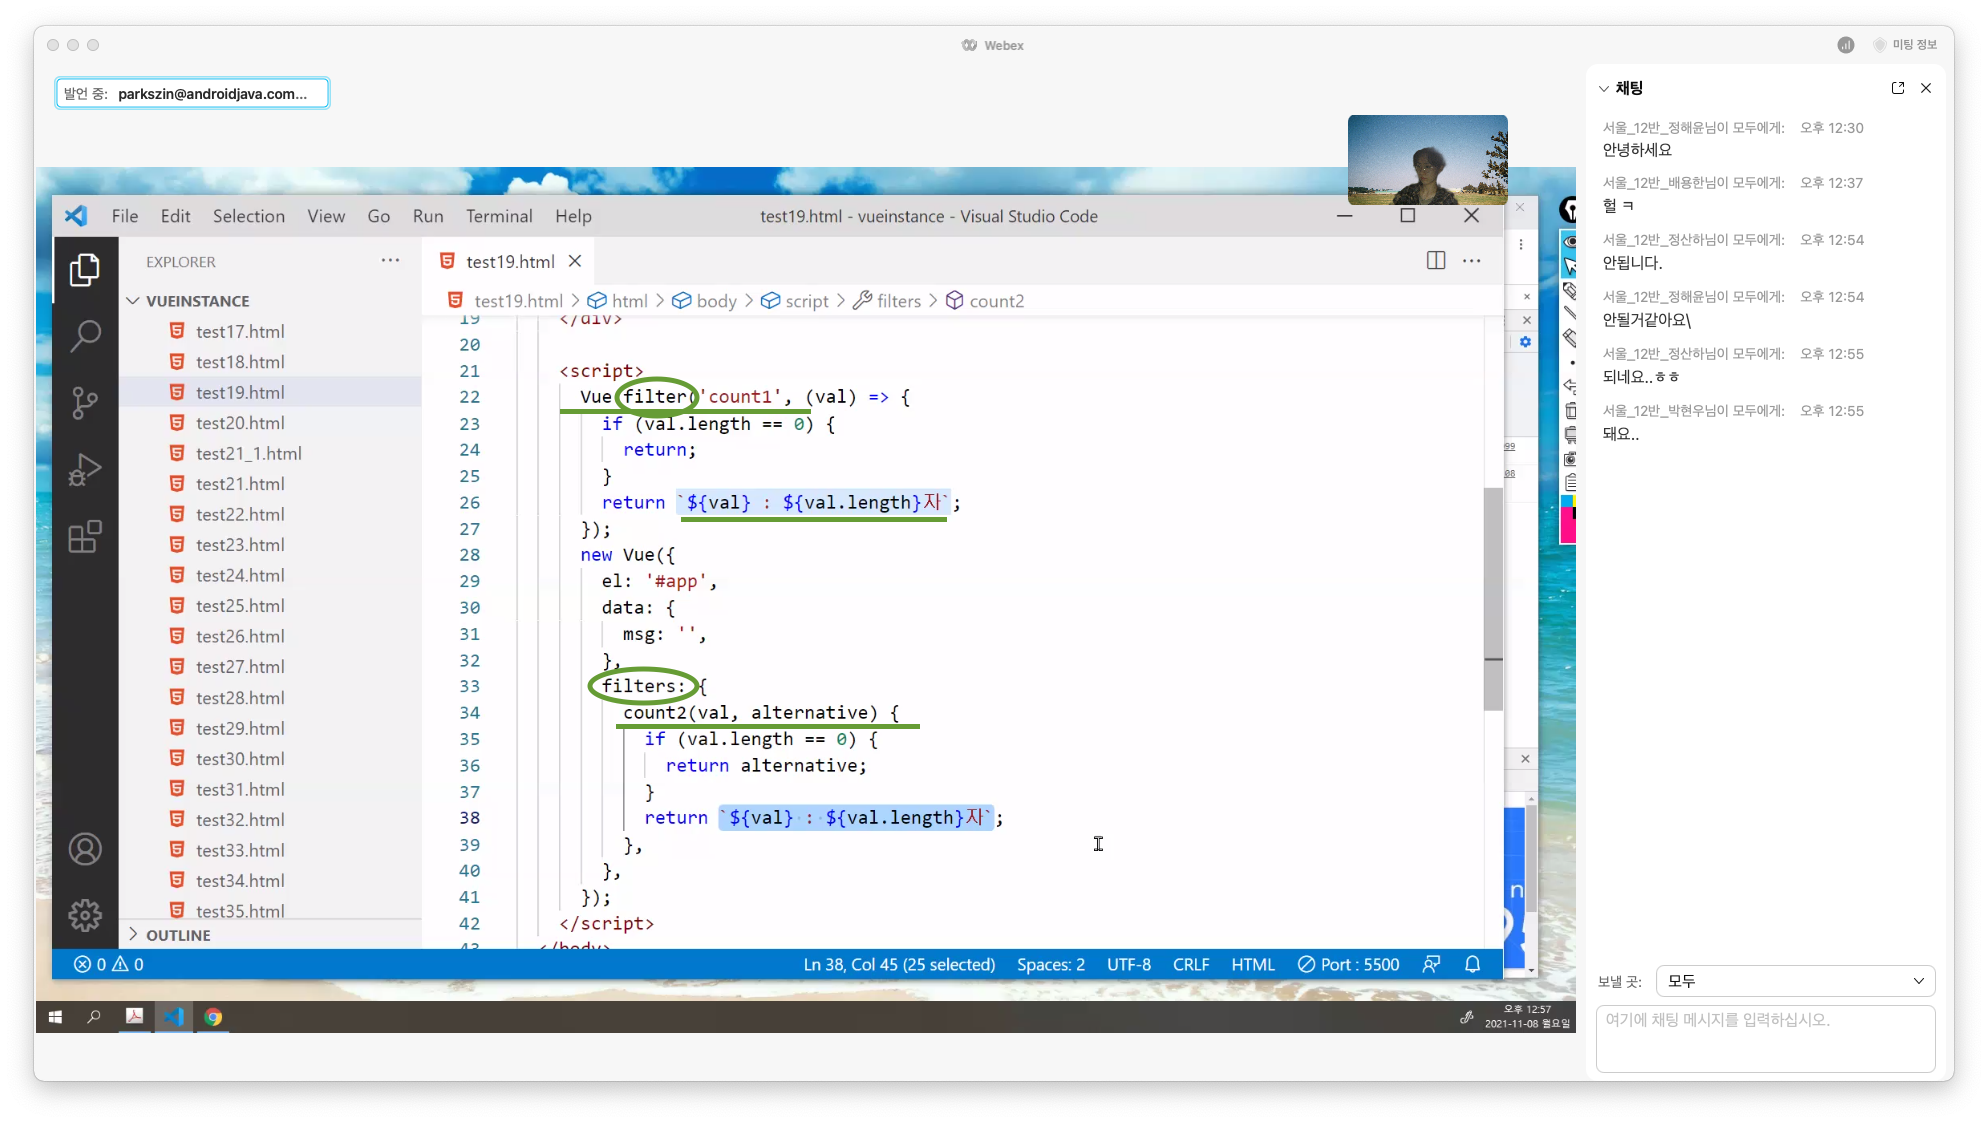 Webex
미팅 정보
발언 중: parkszin@androidjava.com...
File Edit Selection View Go Run Terminal Help
test19.html - vueinstance - Visual Studio Code
EXPLORER
VUEINSTANCE
test17.html
test18.html
test19.html
test20.html
test21_1.html
test21.html
test22.html
test23.html
test24.html
test25.html
test26.html
test27.html
test28.html
test29.html
test30.html
test31.html
test32.html
test33.html
test34.html
test35.html
OUTLINE
test19.html
test19.html > html > body > script > filters > count2
19 </div>
20
21 <script>
22 Vue filter('count1', (val) => {
23 if (val.length == 0) {
24 return;
25 }
26 return `${val} : ${val.length}자`;
27 });
28 new Vue({
29 el: '#app',
30 data: {
31 msg: '',
32 },
33 filters: {
34 count2(val, alternative) {
35 if (val.length == 0) {
36 return alternative;
37 }
38 return `${val} : ${val.length}자`;
39 },
40 },
41 });
42 </script>
43 </body>
0 0
Ln 38, Col 45 (25 selected) Spaces: 2 UTF-8 CRLF HTML Port : 5500
오후 12:57
2021-11-08 월요일
채팅
서울_12반_정해윤님이 모두에게: 오후 12:30
안녕하세요
서울_12반_배용한님이 모두에게: 오후 12:37
헐 ㅋ
서울_12반_정산하님이 모두에게: 오후 12:54
안됩니다.
서울_12반_정해윤님이 모두에게: 오후 12:54
안될거같아요\
서울_12반_정산하님이 모두에게: 오후 12:55
되네요..ㅎㅎ
서울_12반_박현우님이 모두에게: 오후 12:55
돼요..
보낼 곳: 모두
여기에 채팅 메시지를 입력하십시오.